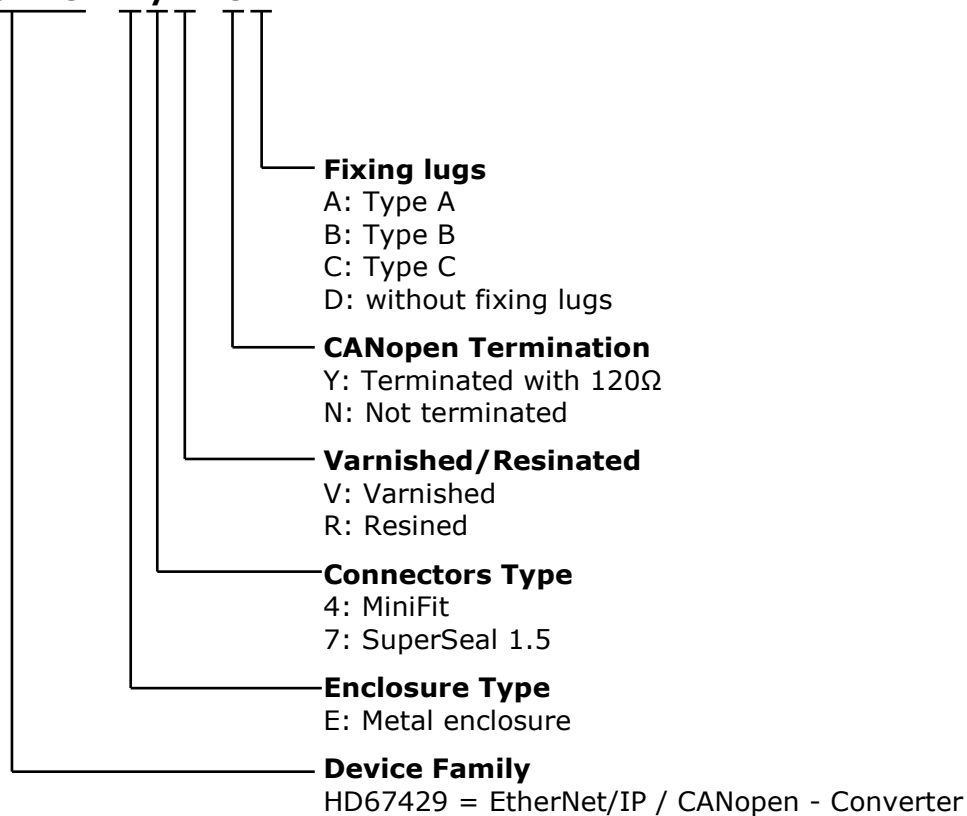 Fixing lugs
A: Type A
B: Type B
C: Type C
D: without fixing lugs
CANopen Termination
Y: Terminated with 120Ω
N: Not terminated
Varnished/Resinated
V: Varnished
R: Resined
Connectors Type
4: MiniFit
7: SuperSeal 1.5
Enclosure Type
E: Metal enclosure
Device Family
HD67429 = EtherNet/IP / CANopen - Converter